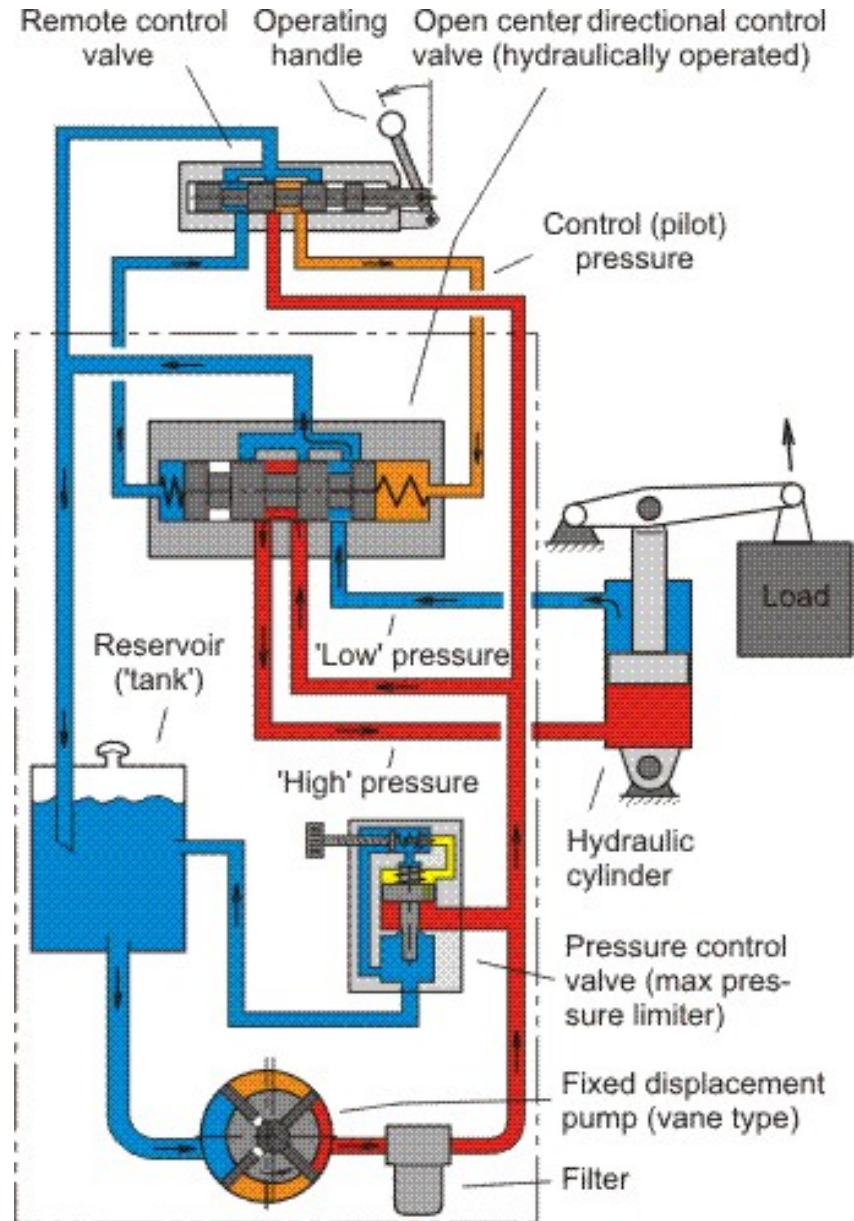 Remote control
valve
Operating
handle
Open center directional control
valve (hydraulically operated)
Control (pilot)
pressure
Reservoir
('tank')
'Low' pressure
'High' pressure
Load
Hydraulic
cylinder
Pressure control
valve (max pres-
sure limiter)
Fixed displacement
pump (vane type)
Filter